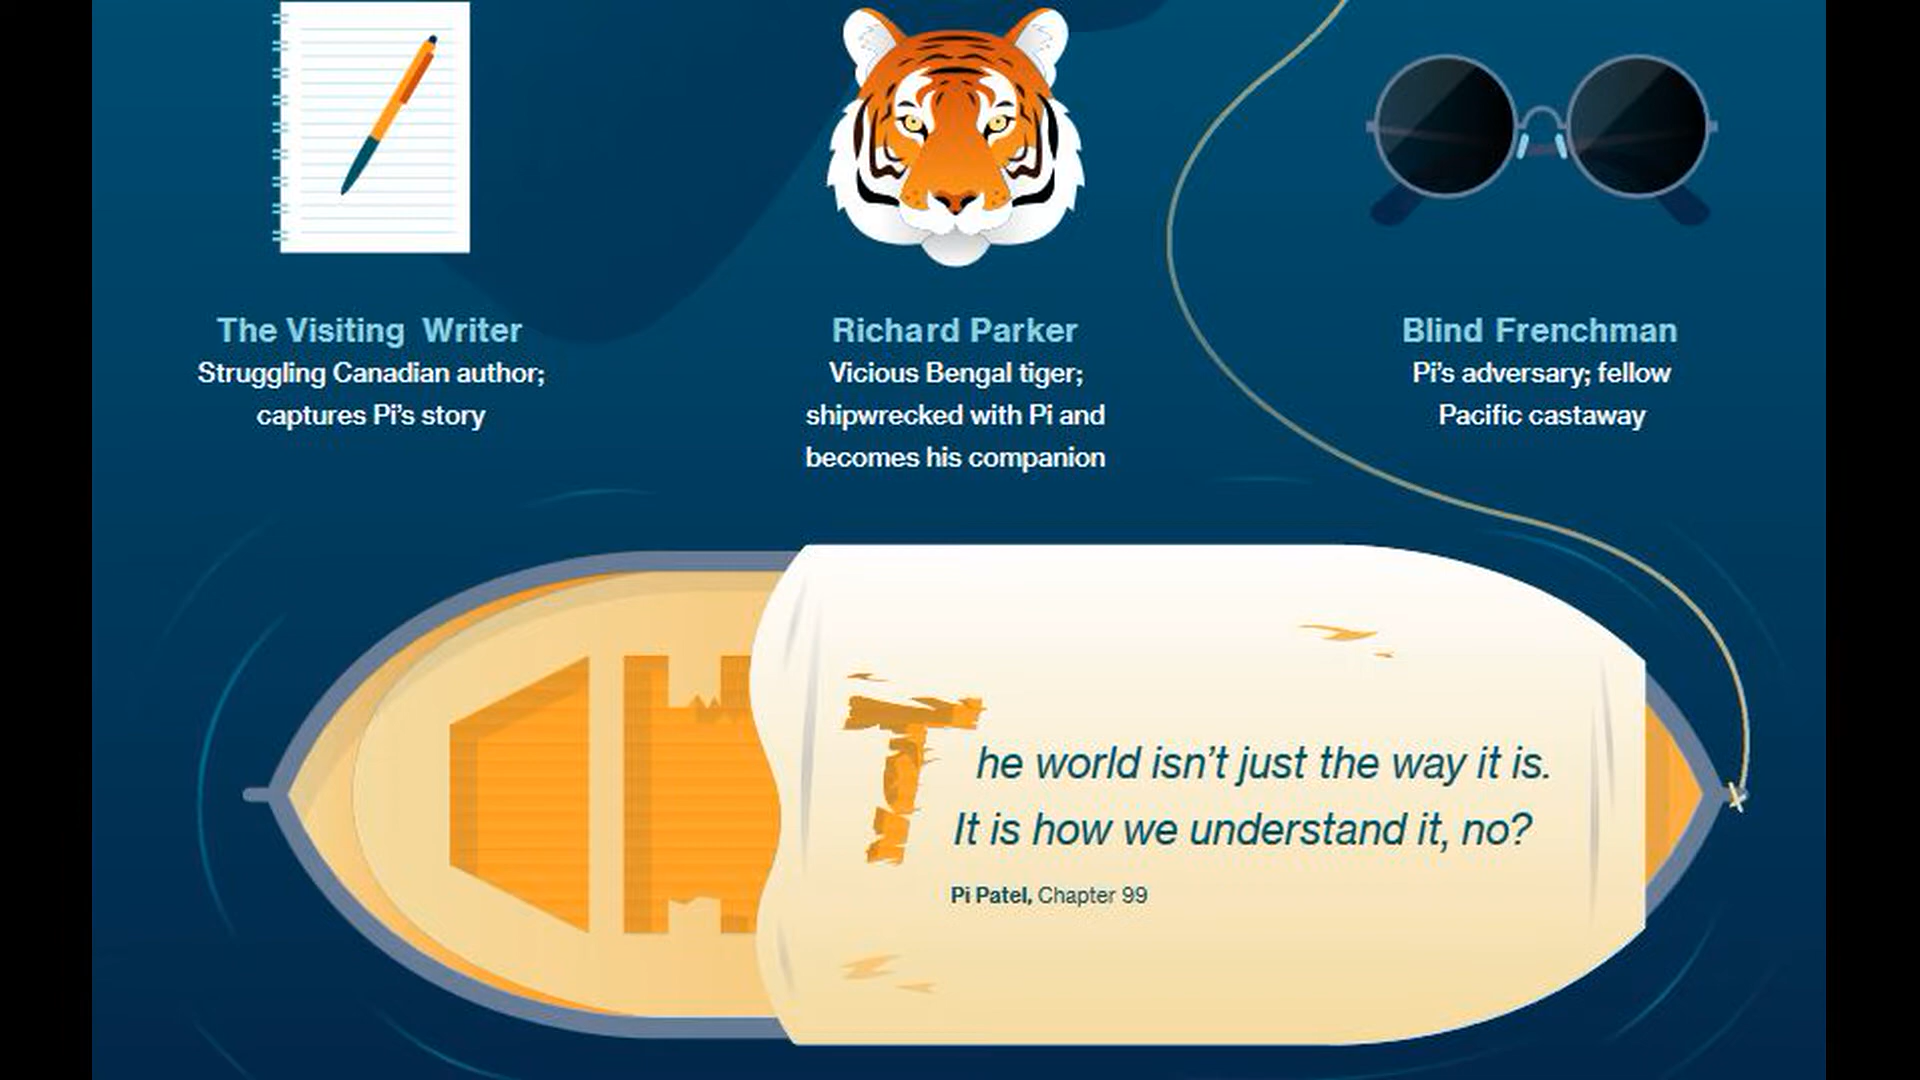 The Visiting Writer
Struggling Canadian author;
captures Pi's story
Richard Parker
Vicious Bengal tiger;
shipwrecked with Pi and
becomes his companion
Blind Frenchman
Pi's adversary; fellow
Pacific castaway
The world isn't just the way it is.
It is how we understand it, no?
Pi Patel, Chapter 99